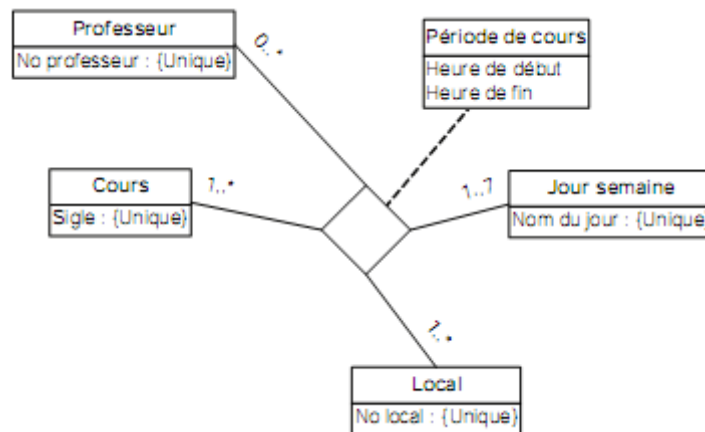 Professeur
No professeur : {Unique}
0..*
Période de cours
Heure de début
Heure de fin
Cours
Sigle : {Unique}
1..*
1..7
Jour semaine
Nom du jour : {Unique}
1..*
Local
No local : {Unique}